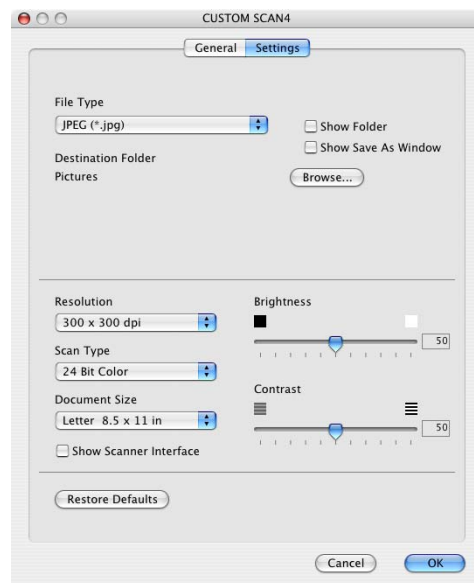 CUSTOM SCAN4
General Settings
File Type
JPEG (*.jpg)
Show Folder
Show Save As Window
Destination Folder
Pictures
Browse...
Resolution
300 x 300 dpi
Scan Type
24 Bit Color
Document Size
Letter 8.5 x 11 in
Show Scanner Interface
Brightness
50
Contrast
50
Restore Defaults
Cancel OK